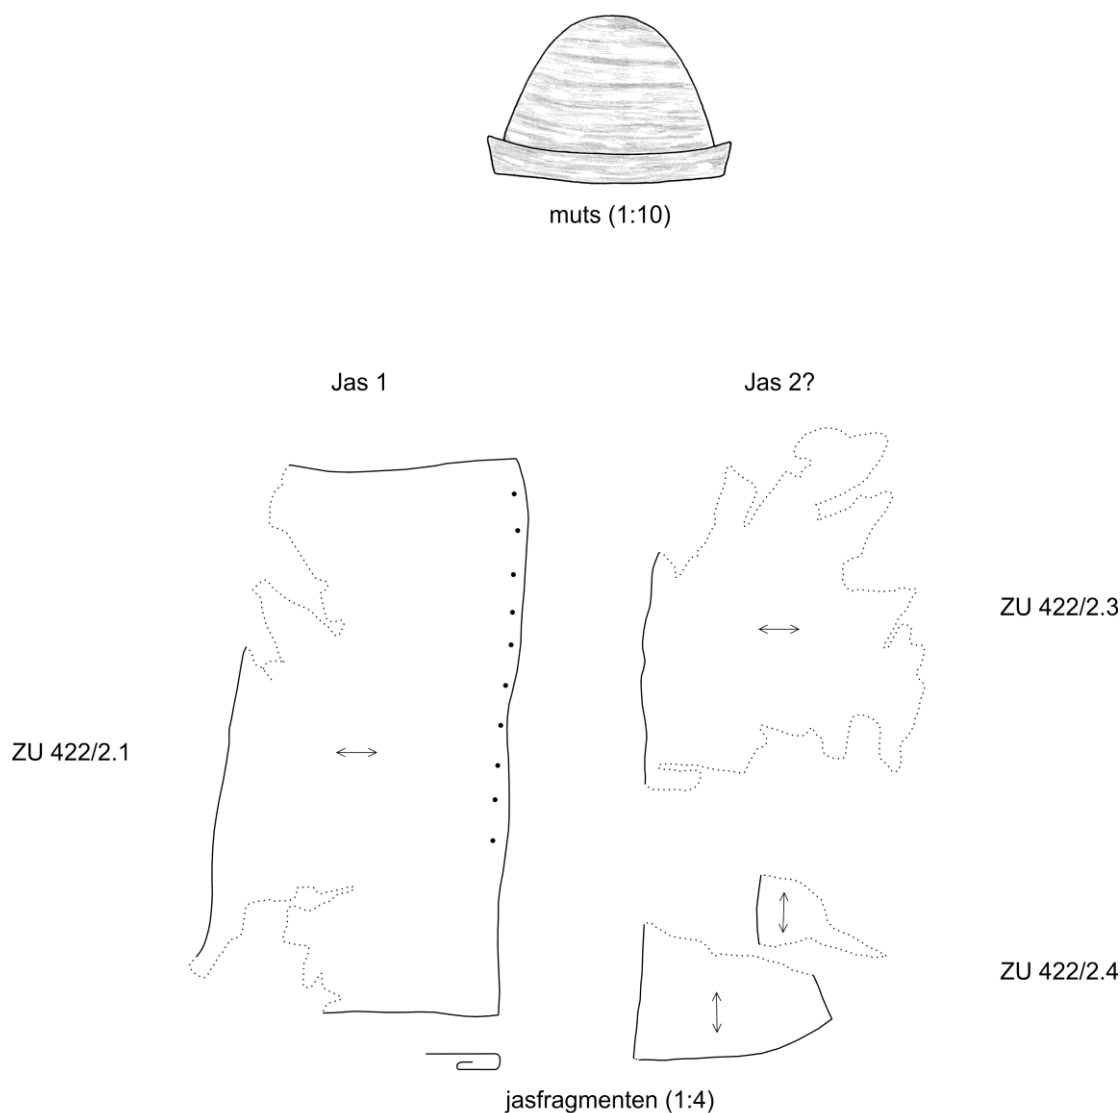 muts (1:10)
Jas 1
Jas 2?
ZU 422/2.3
ZU 422/2.1
ZU 422/2.4
jasfragmenten (1:4)